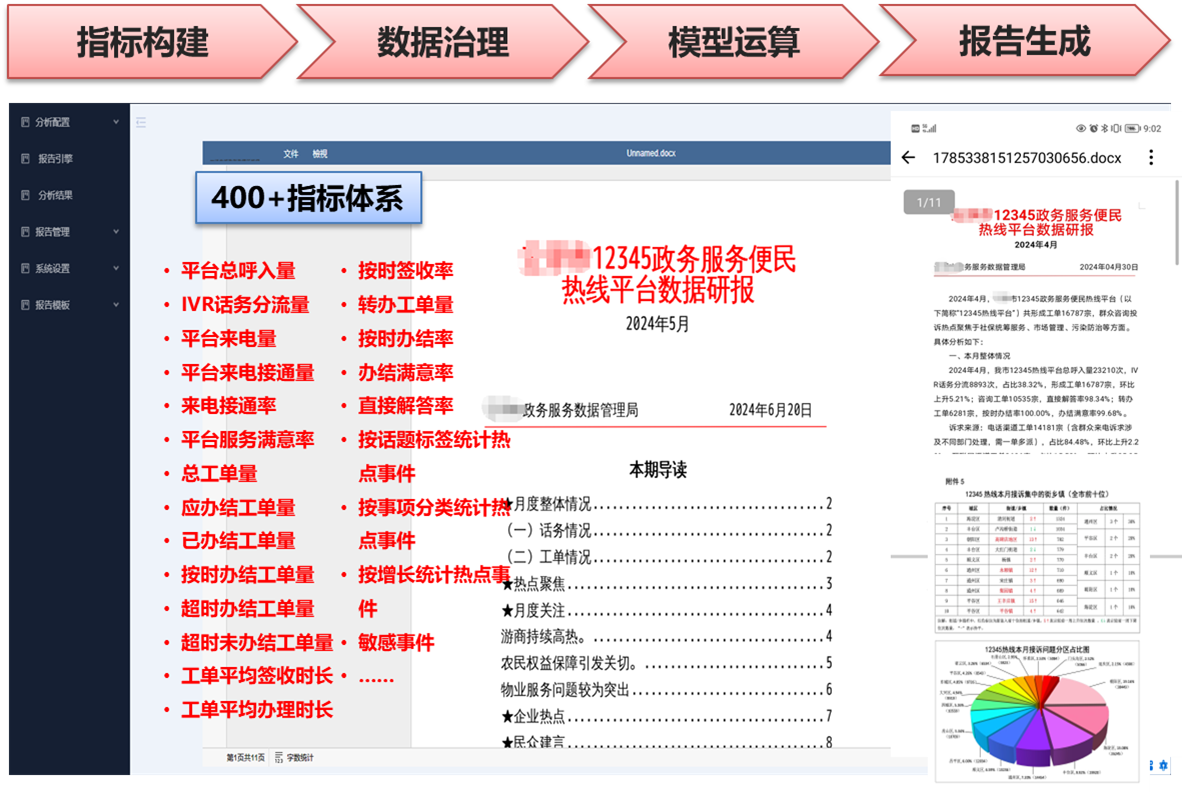 指标构建
数据治理
模型运算
报告生成
分析配置
报告引擎
分析结果
报告管理
系统设置
报告模板
文件 檢視
Unnamed.docx
400+指标体系
• 平台总呼入量
• IVR话务分流量
• 平台来电量
• 平台来电接通量
• 来电接通率
• 平台服务满意率
• 总工单量
• 应办结工单量
• 已办结工单量
• 按时办结工单量
• 超时办结工单量
• 超时未办结工单量
• 工单平均签收时长
• 工单平均办理时长
• 按时签收率
• 转办工单量
• 按时办结率
• 办结满意率
• 直接解答率
• 按话题标签统计热
点事件
• 按事项分类统计热
点事件
• 按增长统计热点事
件
• 敏感事件
• ......
12345政务服务便民
热线平台数据研报
2024年5月
政务服务数据管理局 2024年6月20日
本期导读
★月度整体情况 2
（一）话务情况 2
（二）工单情况 2
★热点聚焦 3
★月度关注 4
游商持续高热。 4
农民权益保障引发关切。 5
物业服务问题较为突出 6
★企业热点 7
★民众建言 8
第1页共11页 字数统计
9:02
1785338151257030656.docx
1/11
12345政务服务便民
热线平台数据研报
2024年4月
务服务数据管理局 2024年04月30日
2024年4月，市12345政务服务便民热线平台（以
下简称"12345热线平台"）共形成工单16787宗，群众咨询投
诉热点聚焦于社保统筹服务、市场管理、污染防治等方面。
具体分析如下：
一、本月整体情况
2024年4月，我市12345热线平台总呼入量23210次，IV
R话务分流8893次，占比38.32%，形成工单16787宗，环比
上升5.21%；咨询工单10535宗，直接解答率98.34%；转办
工单6281宗，按时办结率100.00%，办结满意率99.68%。
诉求来源：电话渠道工单14181宗（含群众来电诉求涉
及不同部门处理，需一单多派），占比84.48%，环比上升2.2
附件 5
12345 热线本月接诉集中的街乡镇（全市前十位）
序号 城区 街道/乡镇 数量（件） 占比情况
12345热线本月接诉问题分区占比图